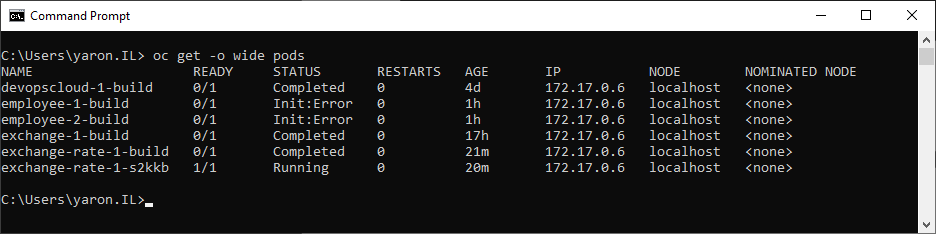 Command Prompt
C:\Users\yaron.IL> oc get -o wide pods
NAME                    READY     STATUS       RESTARTS   AGE       IP           NODE        NOMINATED NODE
devopscloud-1-build     0/1       Completed    0          4d        172.17.0.6   localhost   <none>
employee-1-build        0/1       Init:Error   0          1h        172.17.0.6   localhost   <none>
employee-2-build        0/1       Init:Error   0          1h        172.17.0.6   localhost   <none>
exchange-1-build        0/1       Completed    0          17h       172.17.0.6   localhost   <none>
exchange-rate-1-build   0/1       Completed    0          21m       172.17.0.6   localhost   <none>
exchange-rate-1-s2kkb   1/1       Running      0          20m       172.17.0.6   localhost   <none>
C:\Users\yaron.IL>